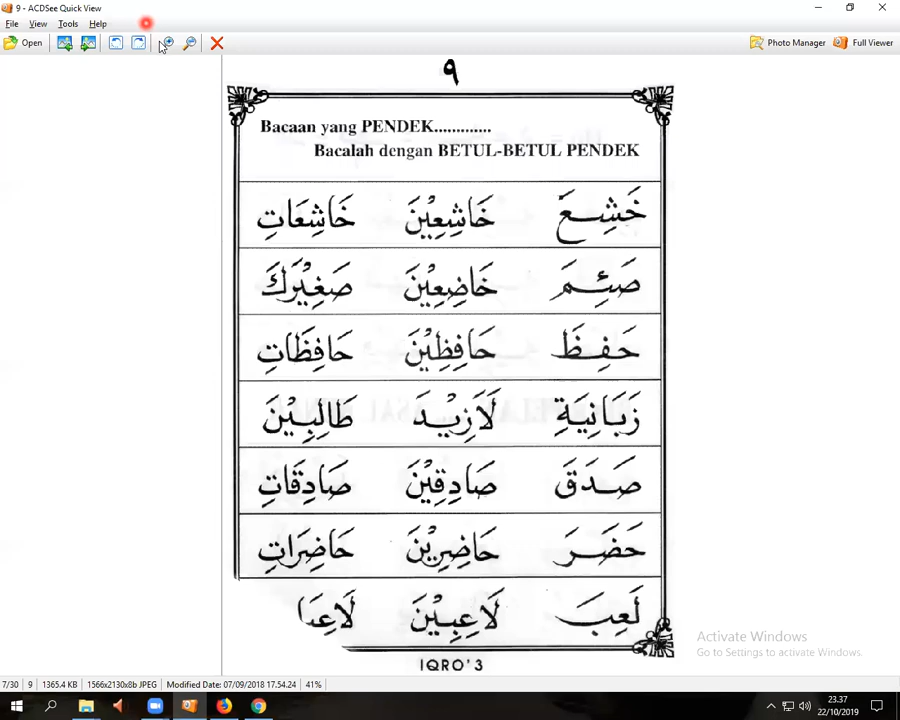 9 - ACDSee Quick View
File View Tools Help
Open Photo Manager Full Viewer
٩
Bacaan yang PENDEK.............
Bacalah dengan BETUL-BETUL PENDEK
خَشِعَ خَاشِعِيْنَ خَاشِعَاتِ
صَئِمَ خَاضِعِيْنَ صَغِيْرَكَ
حَفِظَ حَافِظِيْنَ حَافِظَاتِ
زَبَانِيَةِ لَاَزِيْدَ طَالِبِيْنَ
صَدَقَ صَادِقِيْنَ صَادِقَاتِ
حَضَرَ حَاضِرِيْنَ حَاضِرَاتِ
لَعِبَ لَاعِبِيْنَ
IQRO'3
Activate Windows
Go to Settings to activate Windows.
7/30 9 1365.4 KB 1566x2130x8b JPEG Modified Date: 07/09/2018 17.54.24 41%
23.37
22/10/2019